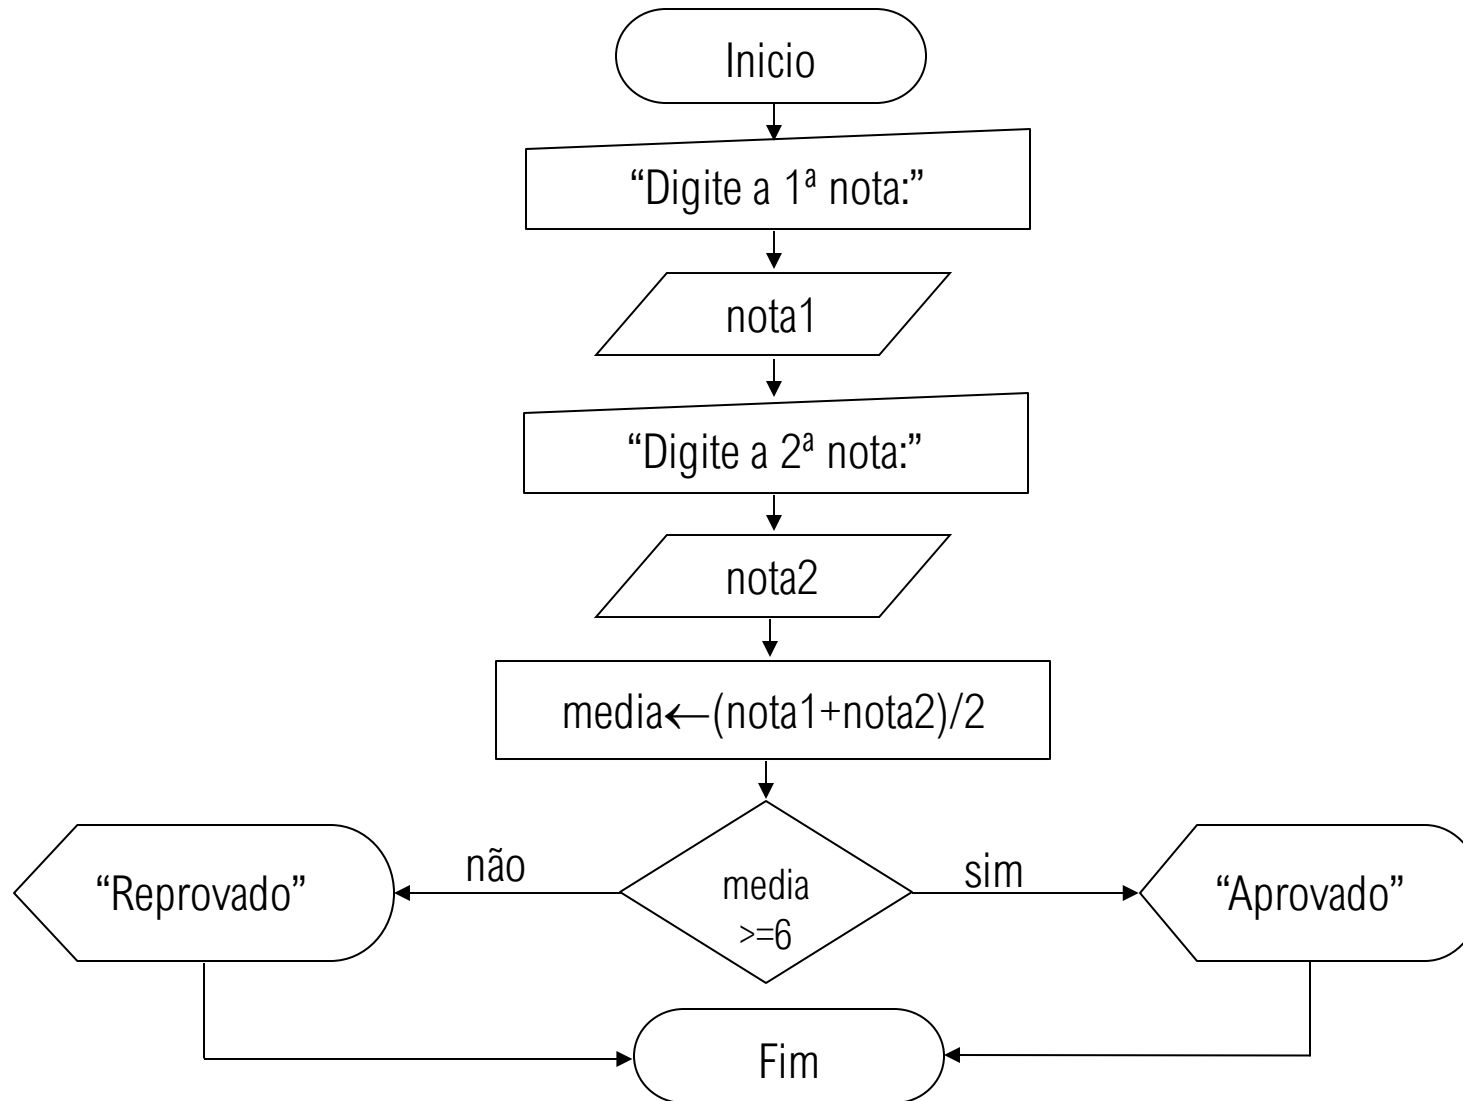 Inicio
“Digite a 1ª nota:”
nota1
“Digite a 2ª nota:”
nota2
media←(nota1+nota2)/2
não
sim
“Reprovado”
media
>=6
“Aprovado”
Fim